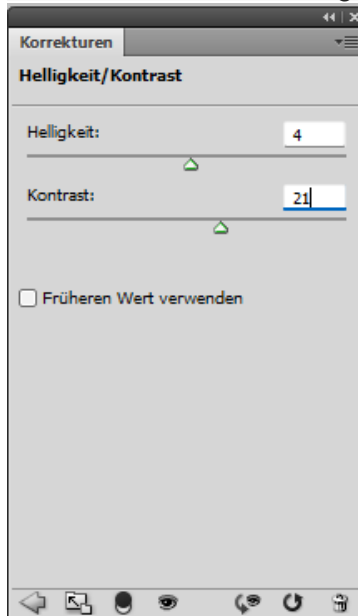 Korrekturen
Helligkeit/Kontrast
Helligkeit: 4
Kontrast: 21
Früheren Wert verwenden